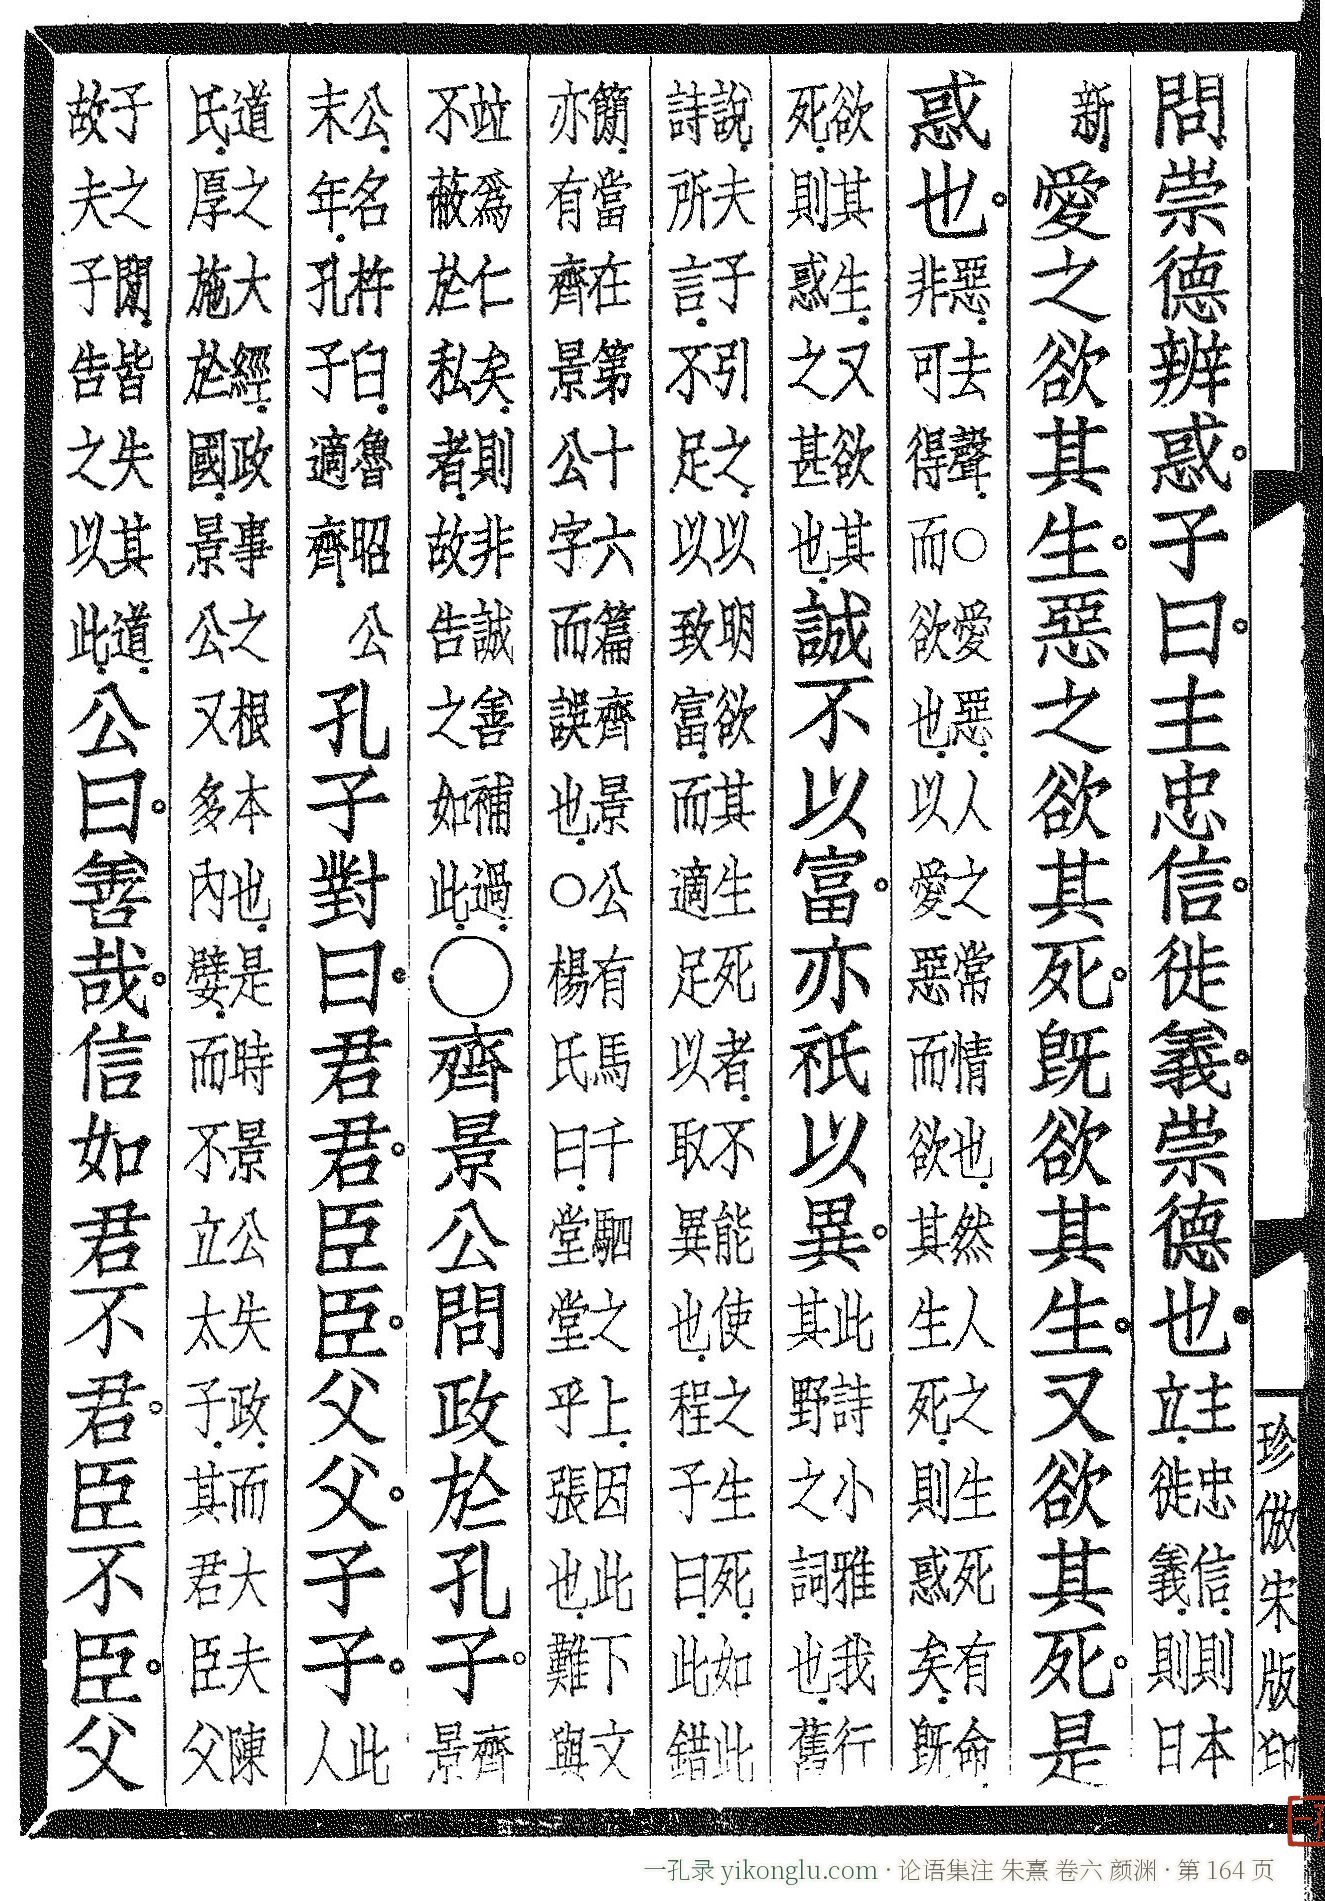 問崇德辨惑。子曰。主忠信。徙義。崇德也。主忠信。則本立。徙義。則日
新。愛之欲其生。惡之欲其死。既欲其生。又欲其死。是
惑也。惡。去聲。○愛惡。人之常情也。然人之生死有命。非可得而欲也。以愛惡而欲其生死。則惑矣。既
欲其生。又欲其死。則惑之甚也。誠不以富。亦祇以異。此詩小雅我行其野之詞也。舊
說。夫子引之。以明欲其生死者。不能使之生死。如此詩所言。不足以致富。而適足以取異也。程子曰。此錯
簡。當在第十六篇齊景公有馬千駟之上。因此下文亦有齊景公字而誤也。○楊氏曰。堂堂乎張也。難與
竝爲仁矣。則非誠善補過。不蔽於私者。故告之如此。○齊景公問政於孔子。齊景
公。名杵臼。魯昭公末年。孔子適齊。孔子對曰。君君。臣臣。父父。子子。此人
道之大經。政事之根本也。是時景公失政。而大夫陳氏。厚施於國。景公又多內嬖。而不立太子。其君臣父
子之閒。皆失其道。故夫子告之以此。公曰。善哉。信如君不君。臣不臣。父
珍倣宋版印
一孔录 yikonglu.com · 论语集注 朱熹 卷六 颜渊 · 第 164 页